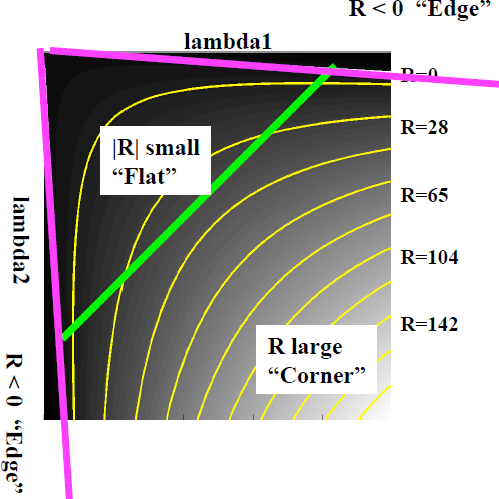 R < 0 “Edge”
lambda1
R=0
R=28
|R| small
“Flat”
R=65
lambda2
R=104
R=142
R large
“Corner”
R < 0 “Edge”